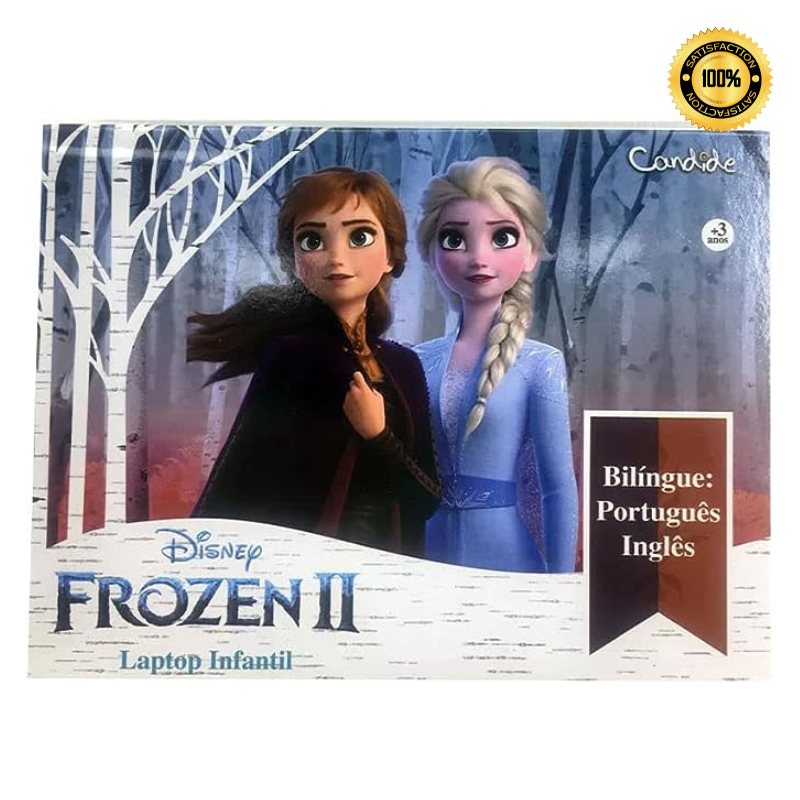 SATISFACTION
100%
SATISFACTION
Candide
+3
anos
Bilíngue:
Português
Inglês
DISNEY
FROZEN II
Laptop Infantil